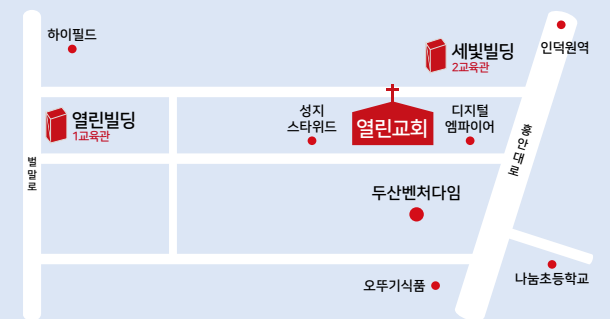 하이필드
세빛빌딩
2교육관
인덕원역
열린빌딩
1교육관
성지
스타위드
열린교회
디지털
엠파이어
흥안대로
벌말로
두산벤처다임
오뚜기식품
나눔초등학교